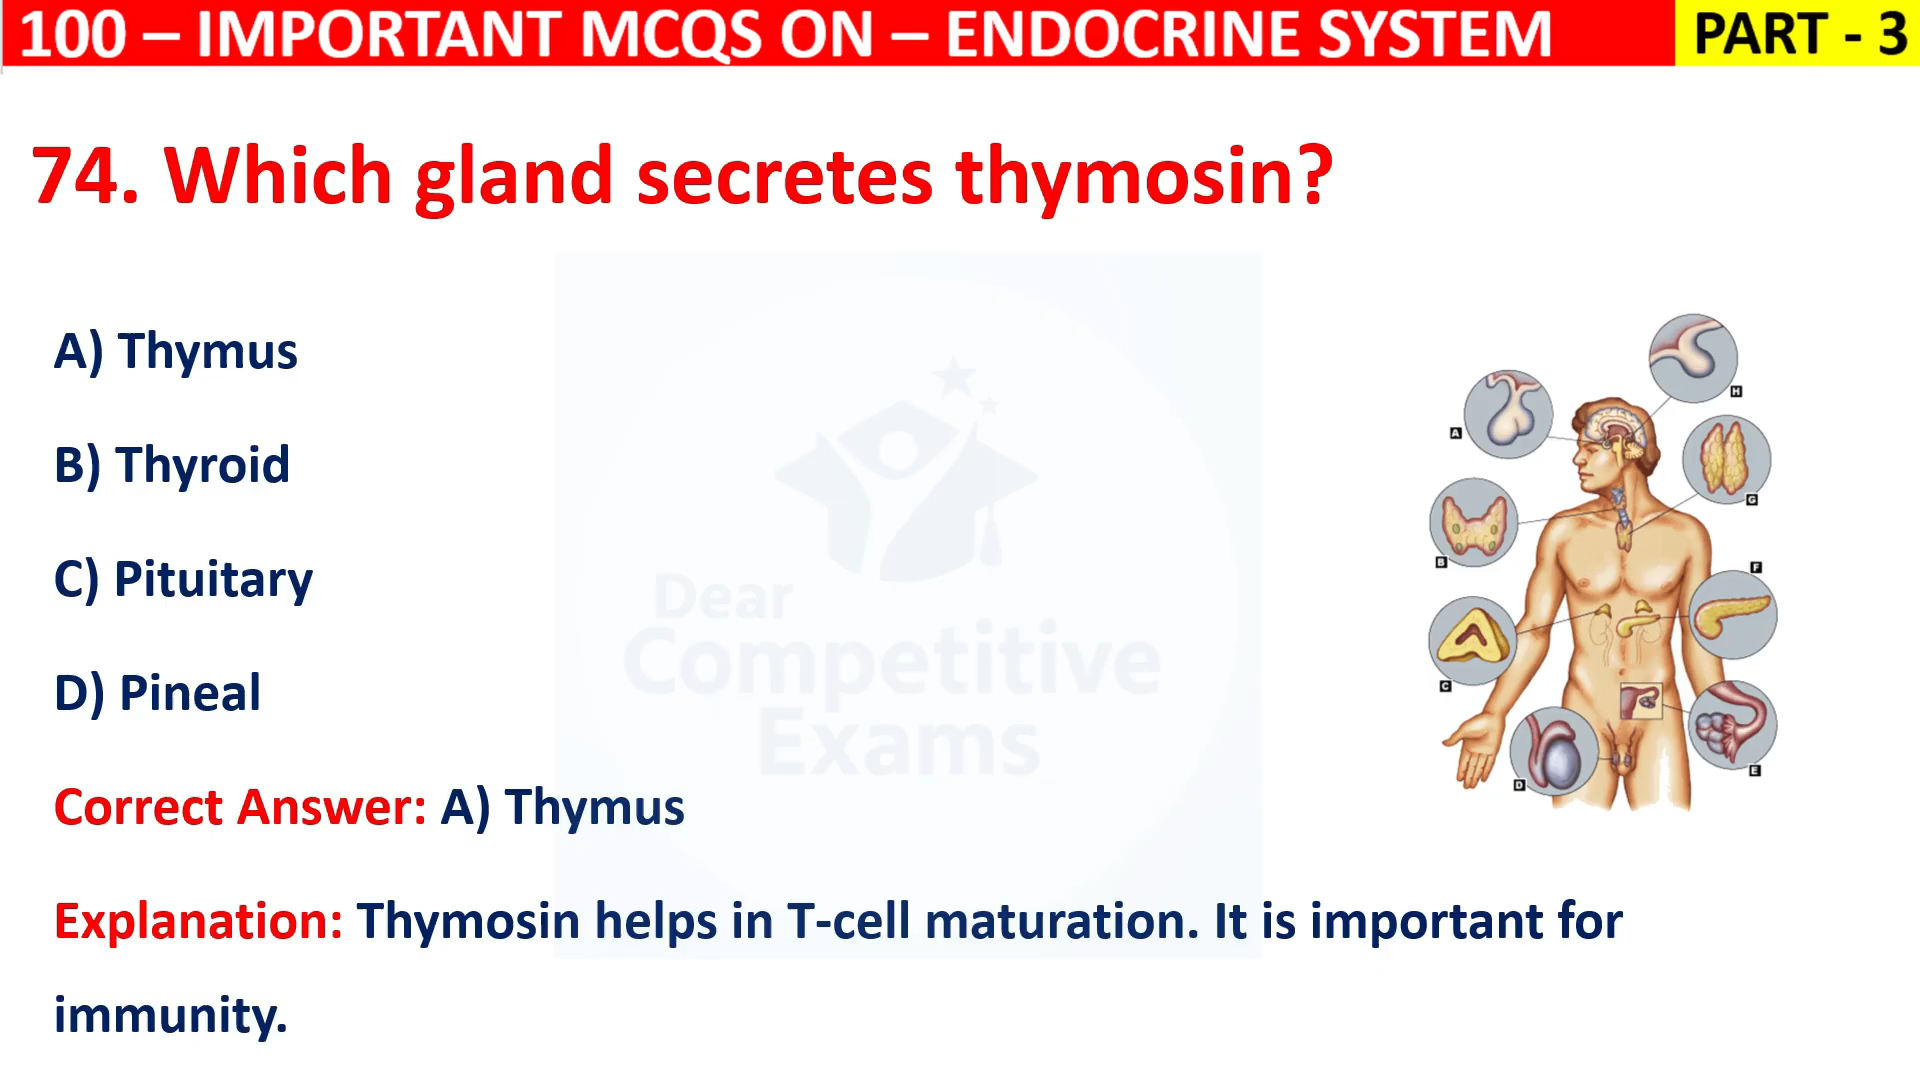 100 – IMPORTANT MCQS ON – ENDOCRINE SYSTEM
PART - 3
74. Which gland secretes thymosin?
A) Thymus
B) Thyroid
C) Pituitary
D) Pineal
Correct Answer: A) Thymus
Explanation: Thymosin helps in T-cell maturation. It is important for
immunity.
Dear
Competitive
Exams
H
A
G
B
F
C
E
D